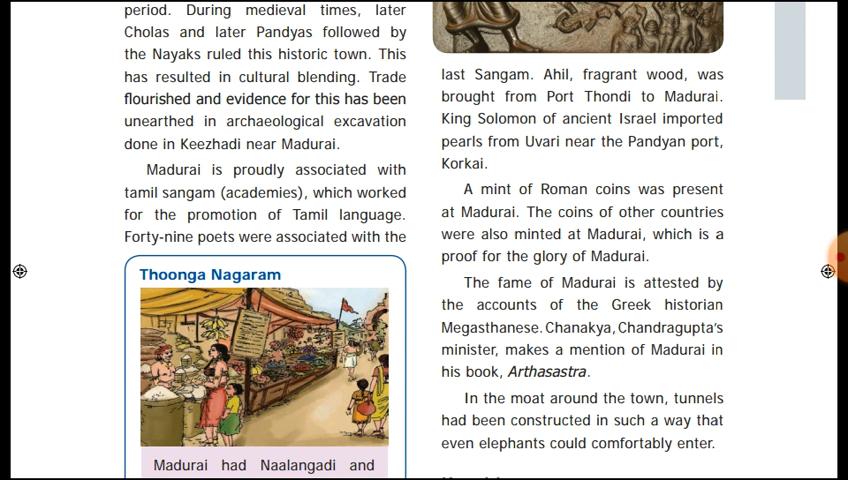 period. During medieval times, later
Cholas and later Pandyas followed by
the Nayaks ruled this historic town. This
has resulted in cultural blending. Trade
flourished and evidence for this has been
unearthed in archaeological excavation
done in Keezhadi near Madurai.
Madurai is proudly associated with
tamil sangam (academies), which worked
for the promotion of Tamil language.
Forty-nine poets were associated with the
Thoonga Nagaram
Madurai had Naalangadi and
last Sangam. Ahil, fragrant wood, was
brought from Port Thondi to Madurai.
King Solomon of ancient Israel imported
pearls from Uvari near the Pandyan port,
Korkai.
A mint of Roman coins was present
at Madurai. The coins of other countries
were also minted at Madurai, which is a
proof for the glory of Madurai.
The fame of Madurai is attested by
the accounts of the Greek historian
Megasthanese. Chanakya, Chandragupta's
minister, makes a mention of Madurai in
his book, Arthasastra.
In the moat around the town, tunnels
had been constructed in such a way that
even elephants could comfortably enter.